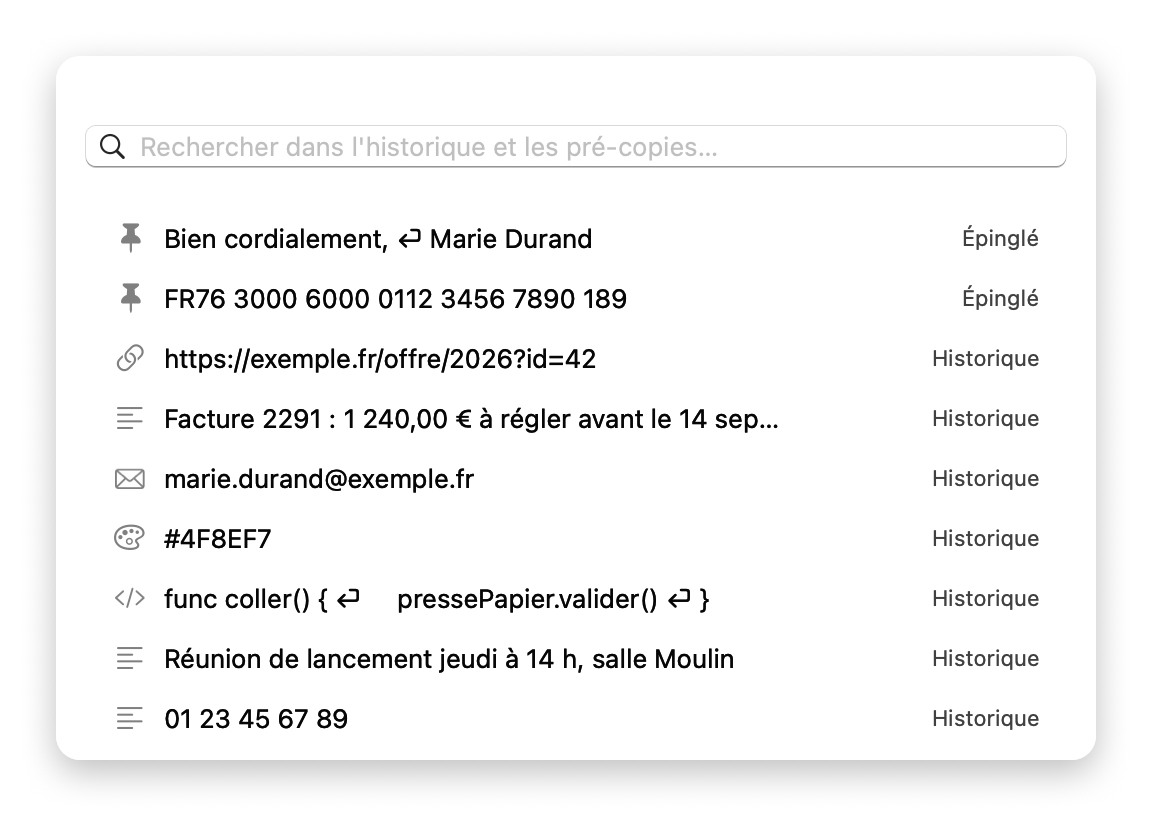 Rechercher dans l'historique et les pré-copies...
Bien cordialement, ↩ Marie Durand Épinglé
FR76 3000 6000 0112 3456 7890 189 Épinglé
https://exemple.fr/offre/2026?id=42 Historique
Facture 2291 : 1 240,00 € à régler avant le 14 sep... Historique
marie.durand@exemple.fr Historique
#4F8EF7 Historique
func coller() { ↩     pressePapier.valider() ↩ } Historique
Réunion de lancement jeudi à 14 h, salle Moulin Historique
01 23 45 67 89 Historique